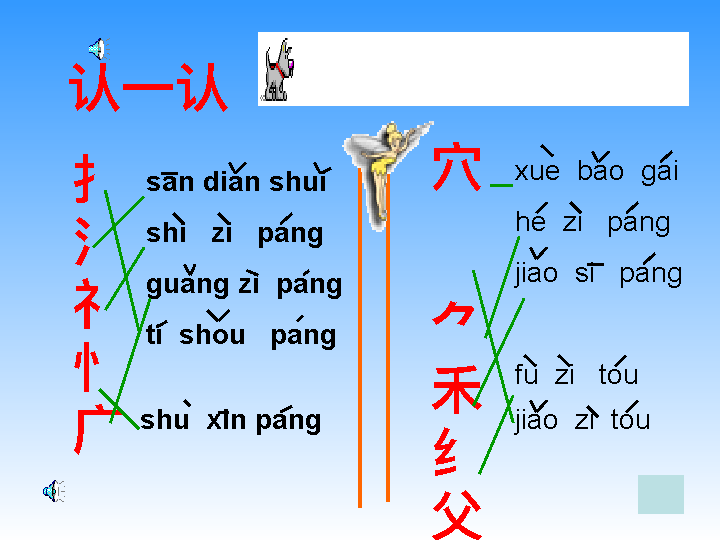 认一认
扌
氵
礻
忄
广
sān diǎn shuǐ
shì zì páng
guǎng zì páng
tí shǒu páng
shù xīn páng
穴
⺈
禾
纟
父
xuè bǎo gái
hé zì páng
jiǎo sī páng
fù zì tóu
jiǎo zì tóu